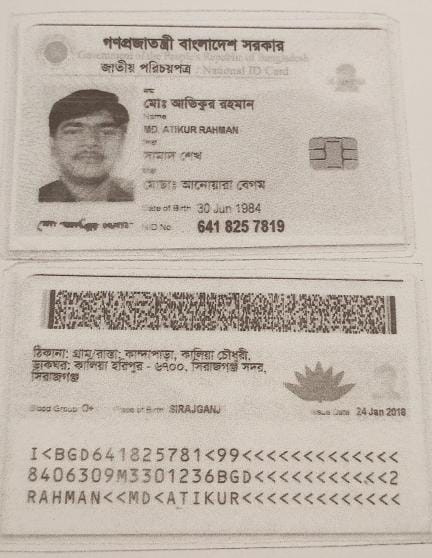 গণপ্রজাতন্ত্রী বাংলাদেশ সরকার
Government of the People's Republic of Bangladesh
জাতীয় পরিচয়পত্র / National ID Card
নাম
মোঃ আতিকুর রহমান
Name
MD. ATIKUR RAHMAN
পিতা
সামাল শেখ
মাতা
মোছাঃ আনোয়ারা বেগম
Date of Birth 30 Jun 1984
NID No. 641 825 7819
ঠিকানা: গ্রাম/রাস্তা: কান্দাপাড়া, কালিয়া চৌধুরী,
ডাকঘর: কালিয়া হরিপুর - ৬৭০০, সিরাজগঞ্জ সদর,
সিরাজগঞ্জ
Blood Group: O+ Place of Birth: SIRAJGANJ Issue Date: 24 Jan 2018
I<BGD641825781<99<<<<<<<<<<<<<
8406309M3301236BGD<<<<<<<<<<<2
RAHMAN<<MD<ATIKUR<<<<<<<<<<<<<